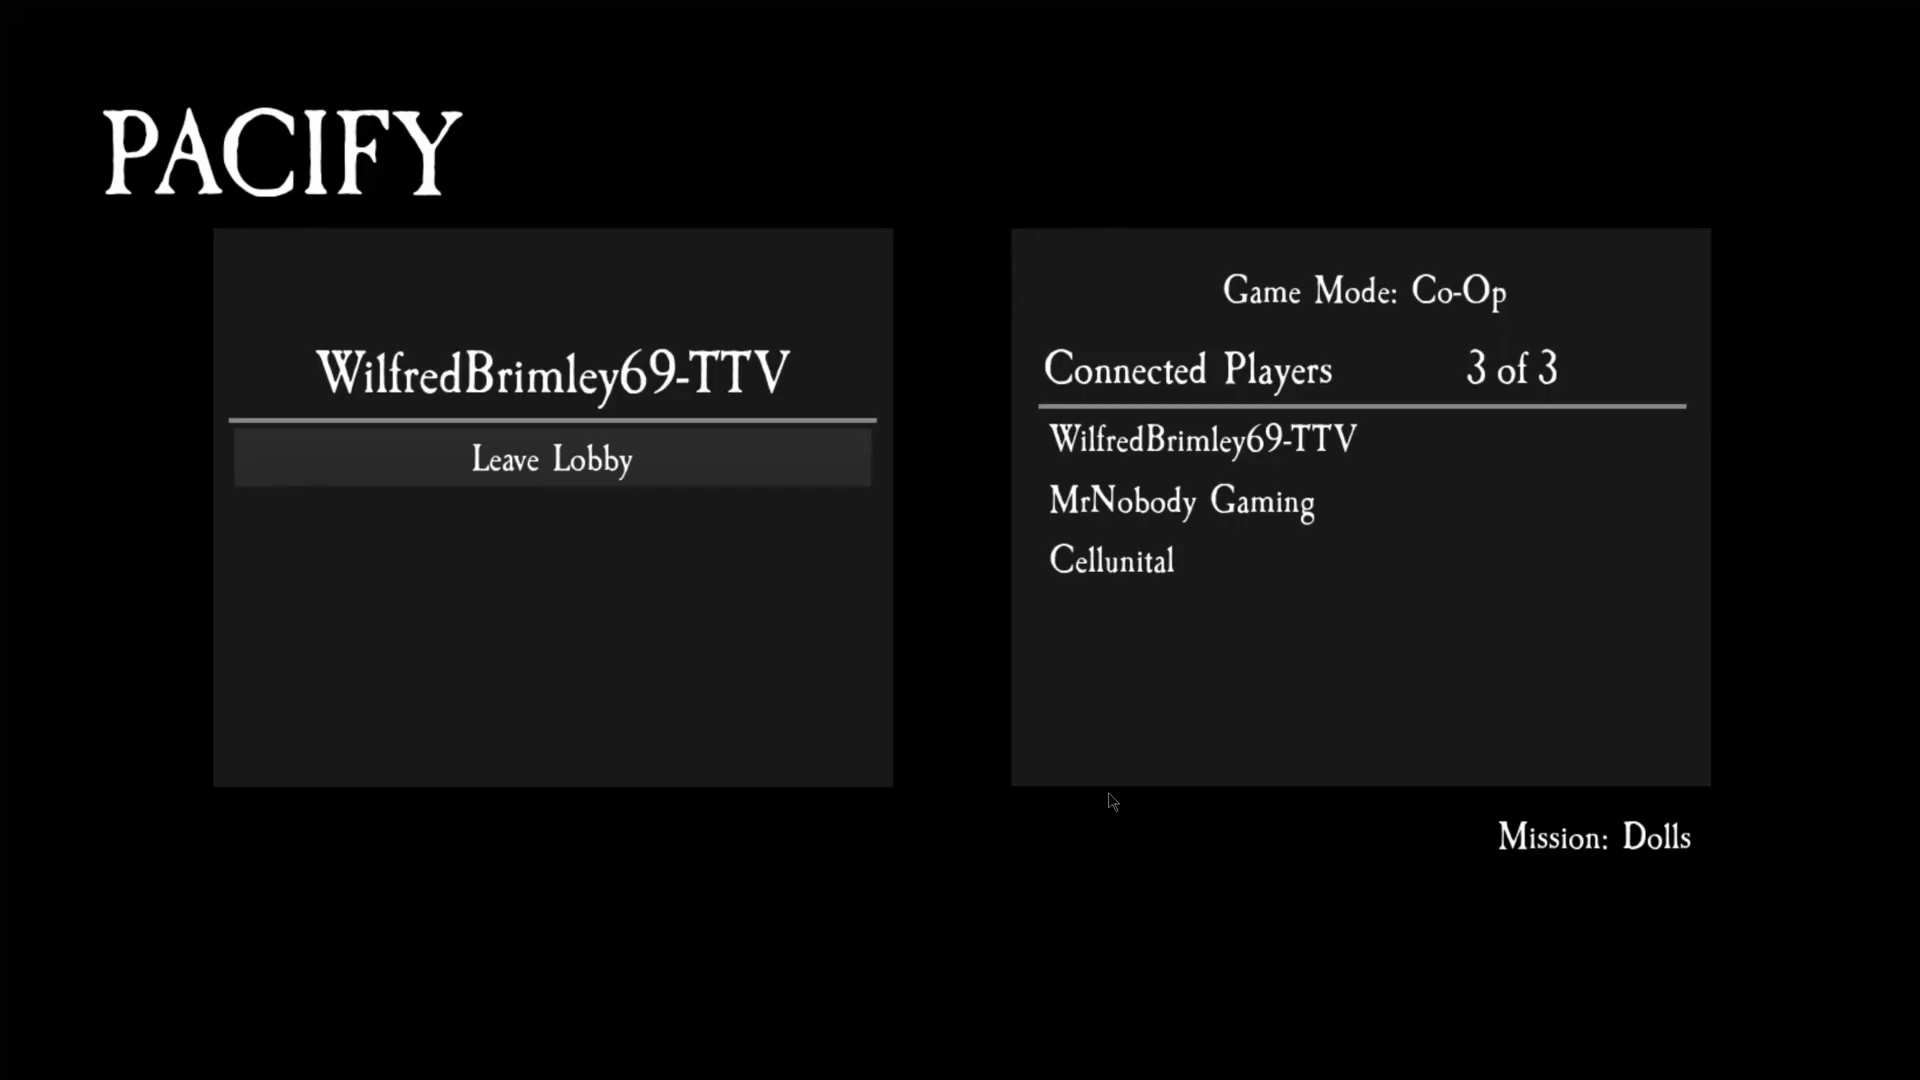 PACIFY
WilfredBrimley69-TTV
Leave Lobby
Game Mode: Co-Op
Connected Players 3 of 3
WilfredBrimley69-TTV
MrNobody Gaming
Cellunital
Mission: Dolls